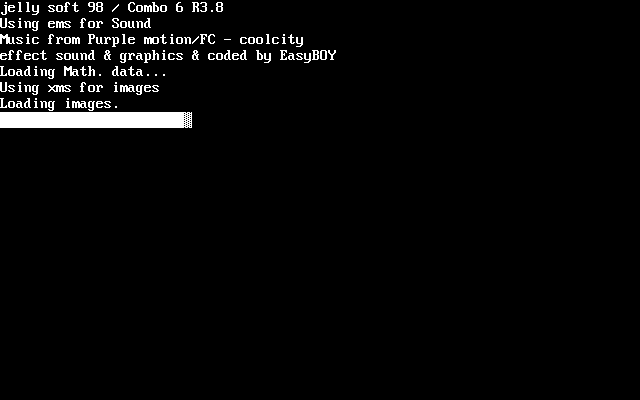 jelly soft 98 / Combo 6 R3.8
Using ems for Sound
Music from Purple motion/FC - coolcity
effect sound & graphics & coded by EasyBOY
Loading Math. data...
Using xms for images
Loading images.